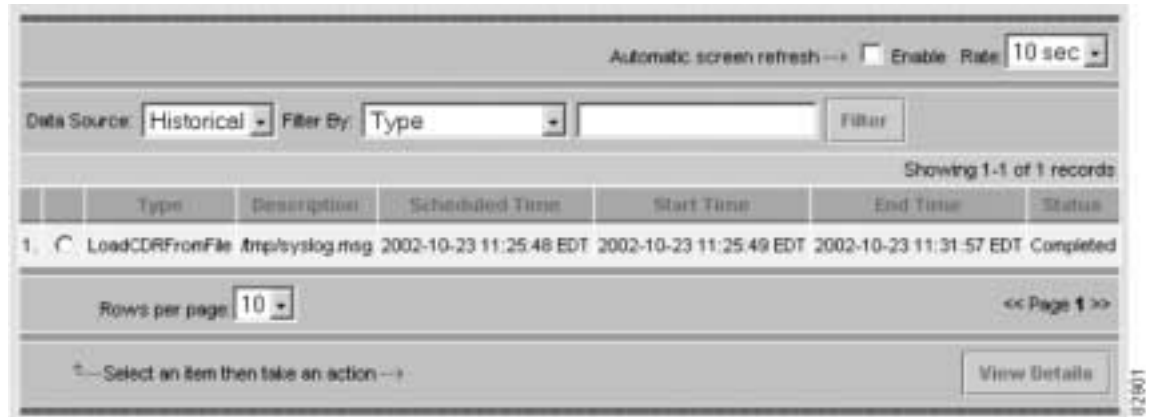 Automatic screen refresh --> Enable Rate: 10 sec
Data Source: Historical Filter By: Type Filter
Showing 1-1 of 1 records
Type Description Scheduled Time Start Time End Time Status
1. LoadCDRFromFile /tmp/syslog.msg 2002-10-23 11:25:48 EDT 2002-10-23 11:25:49 EDT 2002-10-23 11:31:57 EDT Completed
Rows per page: 10 << Page 1 >>
Select an item then take an action --> View Details
82901